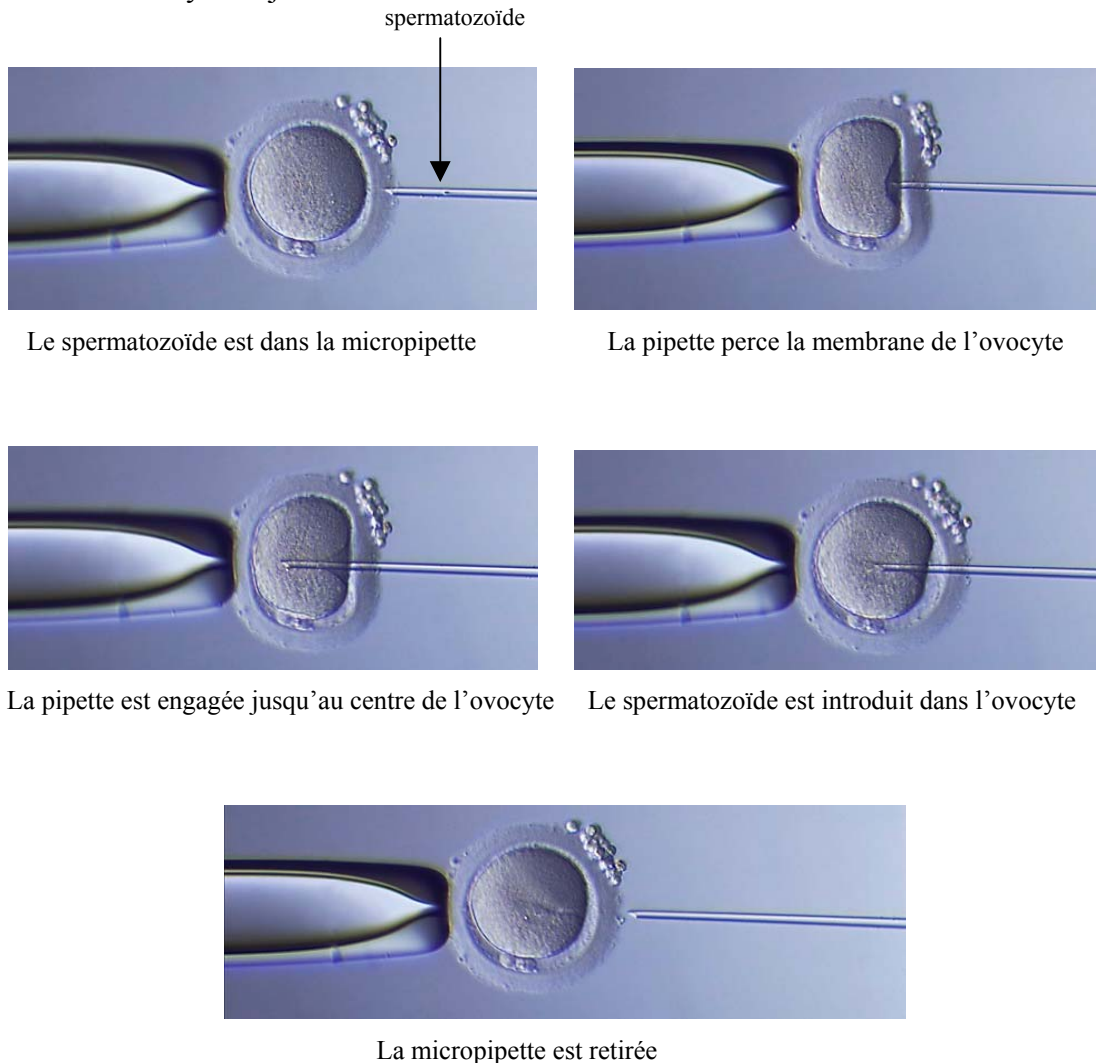 spermatozoïde
Le spermatozoïde est dans la micropipette
La pipette perce la membrane de l’ovocyte
La pipette est engagée jusqu’au centre de l’ovocyte
Le spermatozoïde est introduit dans l’ovocyte
La micropipette est retirée